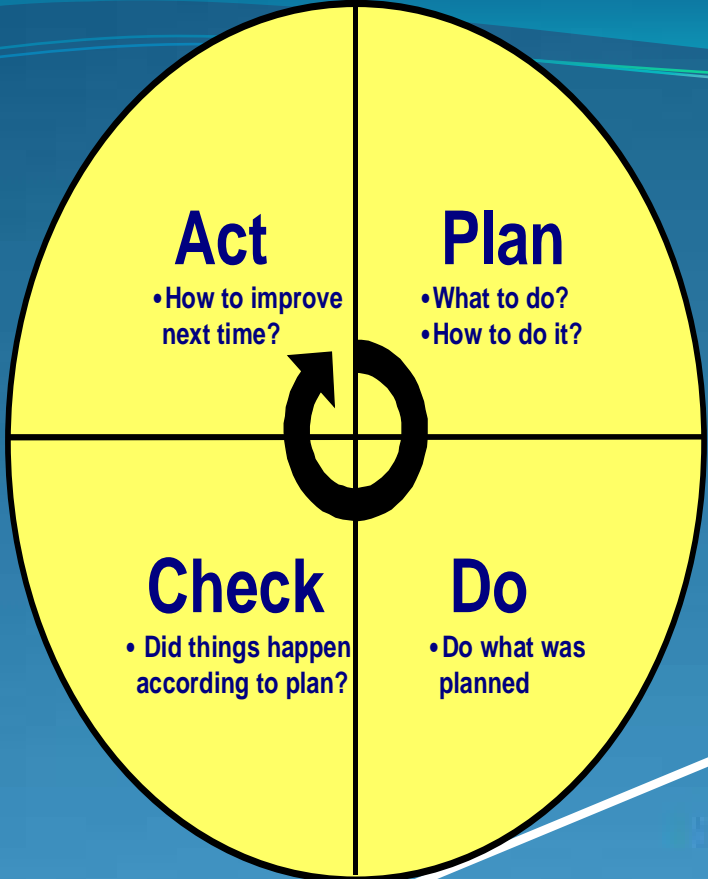 Act
•How to improve
next time?
Plan
•What to do?
•How to do it?
Check
• Did things happen
according to plan?
Do
•Do what was
planned